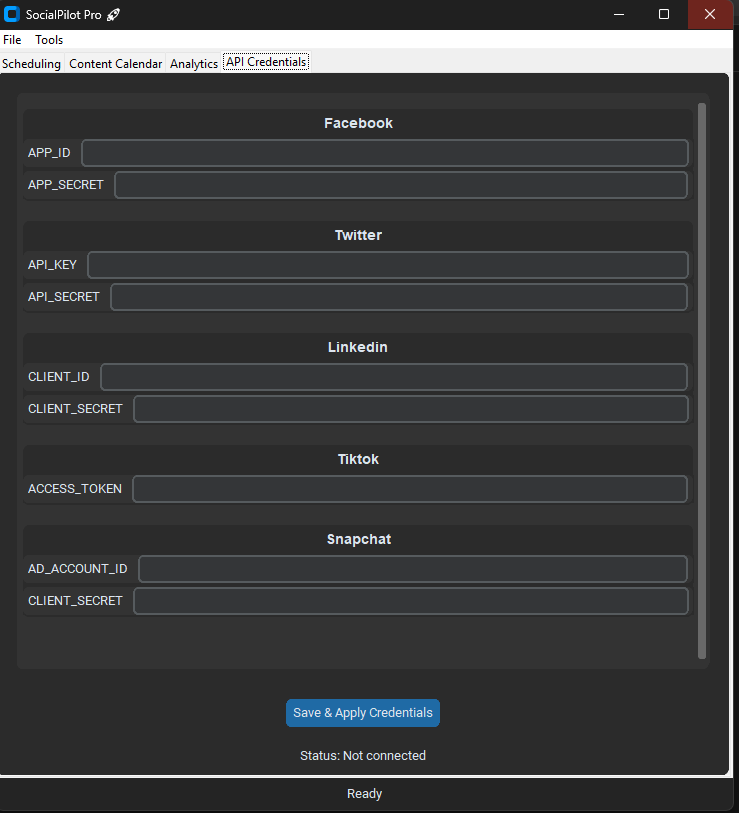 SocialPilot Pro 🚀
File Tools
Scheduling Content Calendar Analytics API Credentials
Facebook
APP_ID
APP_SECRET
Twitter
API_KEY
API_SECRET
Linkedin
CLIENT_ID
CLIENT_SECRET
Tiktok
ACCESS_TOKEN
Snapchat
AD_ACCOUNT_ID
CLIENT_SECRET
Save & Apply Credentials
Status: Not connected
Ready